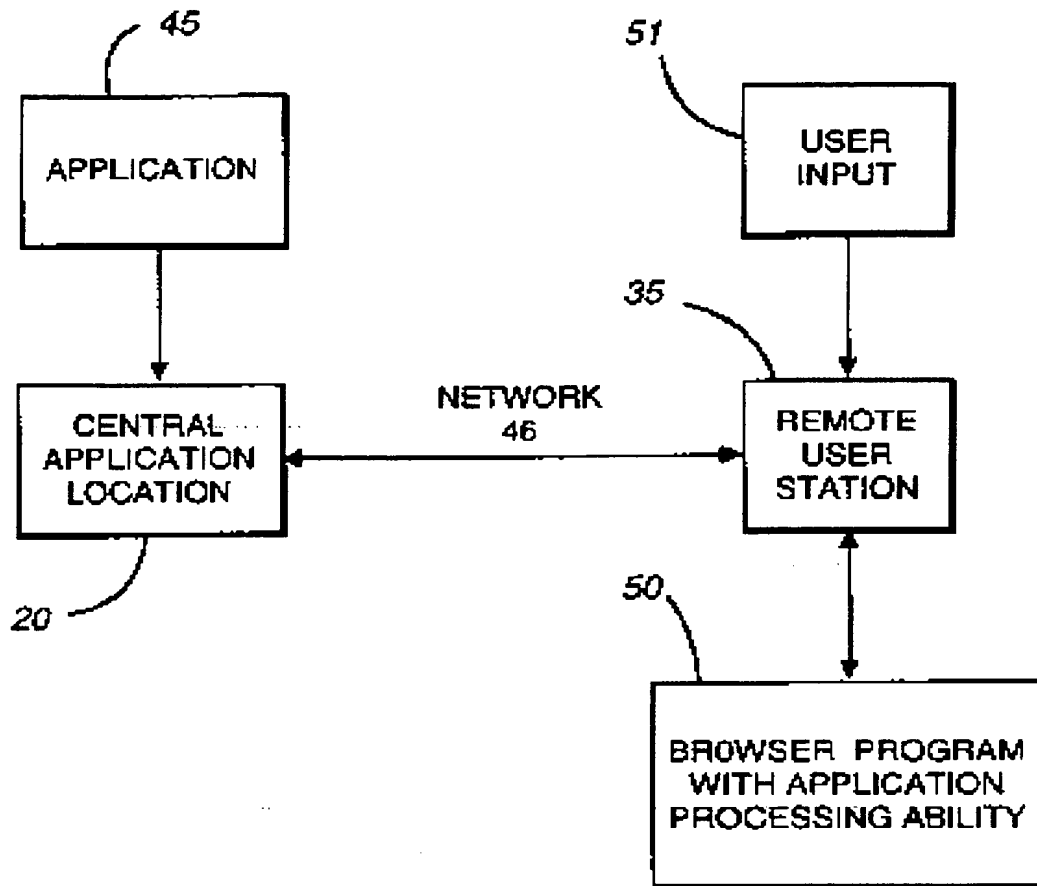 45
APPLICATION
51
USER
INPUT
CENTRAL
APPLICATION
LOCATION
20
NETWORK
46
35
REMOTE
USER
STATION
50
BROWSER PROGRAM
WITH APPLICATION
PROCESSING ABILITY